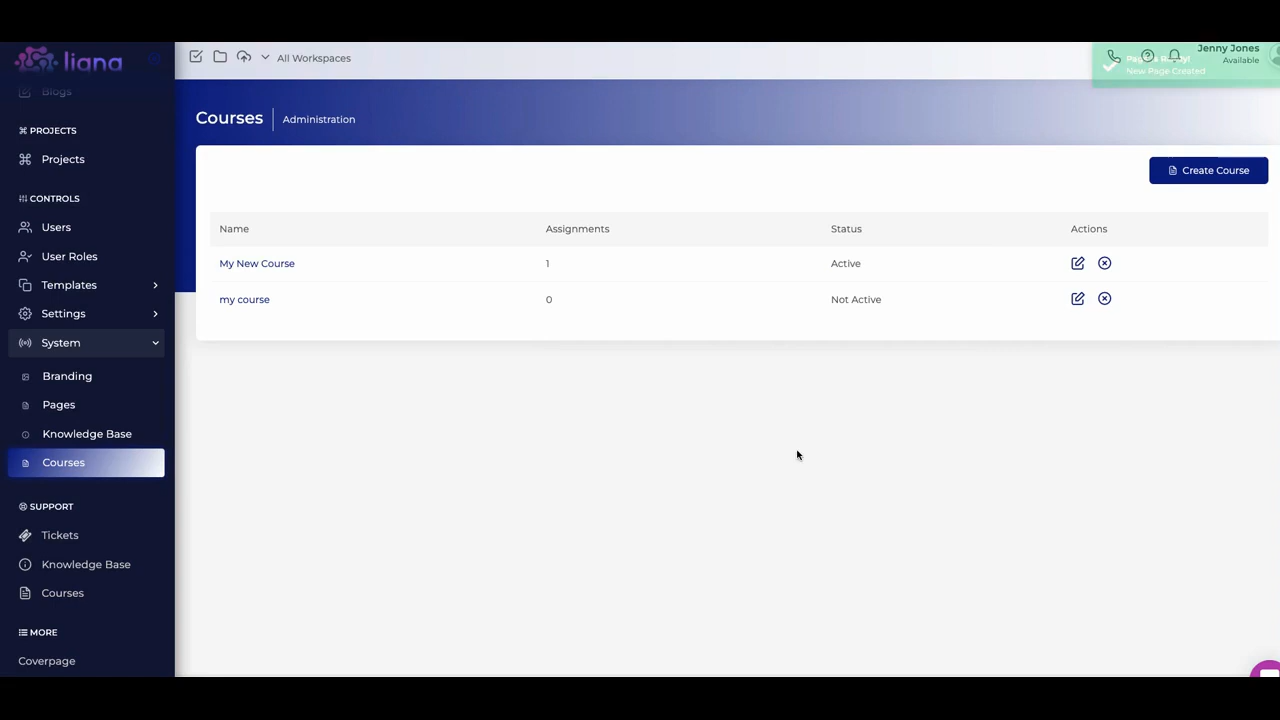 liana
All Workspaces
Jenny Jones
Available
New Page Created
Blogs
Courses
Administration
PROJECTS
Projects
Create Course
CONTROLS
Users
User Roles
Templates
Settings
System
Branding
Pages
Knowledge Base
Courses
Name Assignments Status Actions
My New Course 1 Active
my course 0 Not Active
SUPPORT
Tickets
Knowledge Base
Courses
MORE
Coverpage